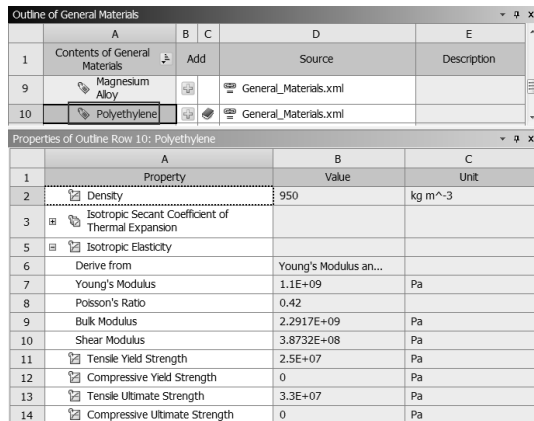 Outline of General Materials
A B C D E
1 Contents of General Materials Add Source Description
9 Magnesium Alloy General_Materials.xml
10 Polyethylene General_Materials.xml
Properties of Outline Row 10: Polyethylene
A B C
1 Property Value Unit
2 Density 950 kg m^-3
3 Isotropic Secant Coefficient of Thermal Expansion
5 Isotropic Elasticity
6 Derive from Young's Modulus an...
7 Young's Modulus 1.1E+09 Pa
8 Poisson's Ratio 0.42
9 Bulk Modulus 2.2917E+09 Pa
10 Shear Modulus 3.8732E+08 Pa
11 Tensile Yield Strength 2.5E+07 Pa
12 Compressive Yield Strength 0 Pa
13 Tensile Ultimate Strength 3.3E+07 Pa
14 Compressive Ultimate Strength 0 Pa